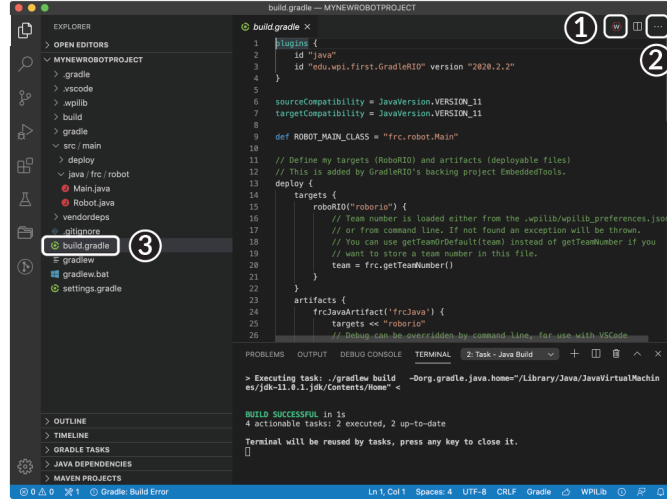 build.gradle — MYNEWROBOTPROJECT
EXPLORER
OPEN EDITORS
MYNEWROBOTPROJECT
.gradle
.vscode
.wpilib
build
gradle
src / main
deploy
java / frc / robot
Main.java
Robot.java
vendordeps
.gitignore
build.gradle
gradlew
gradlew.bat
settings.gradle
OUTLINE
TIMELINE
GRADLE TASKS
JAVA DEPENDENCIES
MAVEN PROJECTS
build.gradle ×
1
2
3
1 plugins {
2 id "java"
3 id "edu.wpi.first.GradleRIO" version "2020.2.2"
4 }
5
6 sourceCompatibility = JavaVersion.VERSION_11
7 targetCompatibility = JavaVersion.VERSION_11
8
9 def ROBOT_MAIN_CLASS = "frc.robot.Main"
10
11 // Define my targets (RoboRIO) and artifacts (deployable files)
12 // This is added by GradleRIO's backing project EmbeddedTools.
13 deploy {
14 targets {
15 roboRIO("roborio") {
16 // Team number is loaded either from the .wpilib/wpilib_preferences.json
17 // or from command line. If not found an exception will be thrown.
18 // You can use getTeamOrDefault(team) instead of getTeamNumber if you
19 // want to store a team number in this file.
20 team = frc.getTeamNumber()
21 }
22 }
23 artifacts {
24 frcJavaArtifact('frcJava') {
25 targets << "roborio"
26 // Debug can be overridden by command line, for use with VSCode
PROBLEMS OUTPUT DEBUG CONSOLE TERMINAL 2: Task - Java Build
> Executing task: ./gradlew build -Dorg.gradle.java.home="/Library/Java/JavaVirtualMachin
es/jdk-11.0.1.jdk/Contents/Home" <
BUILD SUCCESSFUL in 1s
4 actionable tasks: 2 executed, 2 up-to-date
Terminal will be reused by tasks, press any key to close it.
0 0 1 Gradle: Build Error Ln 1, Col 1 Spaces: 4 UTF-8 CRLF Gradle WPILib